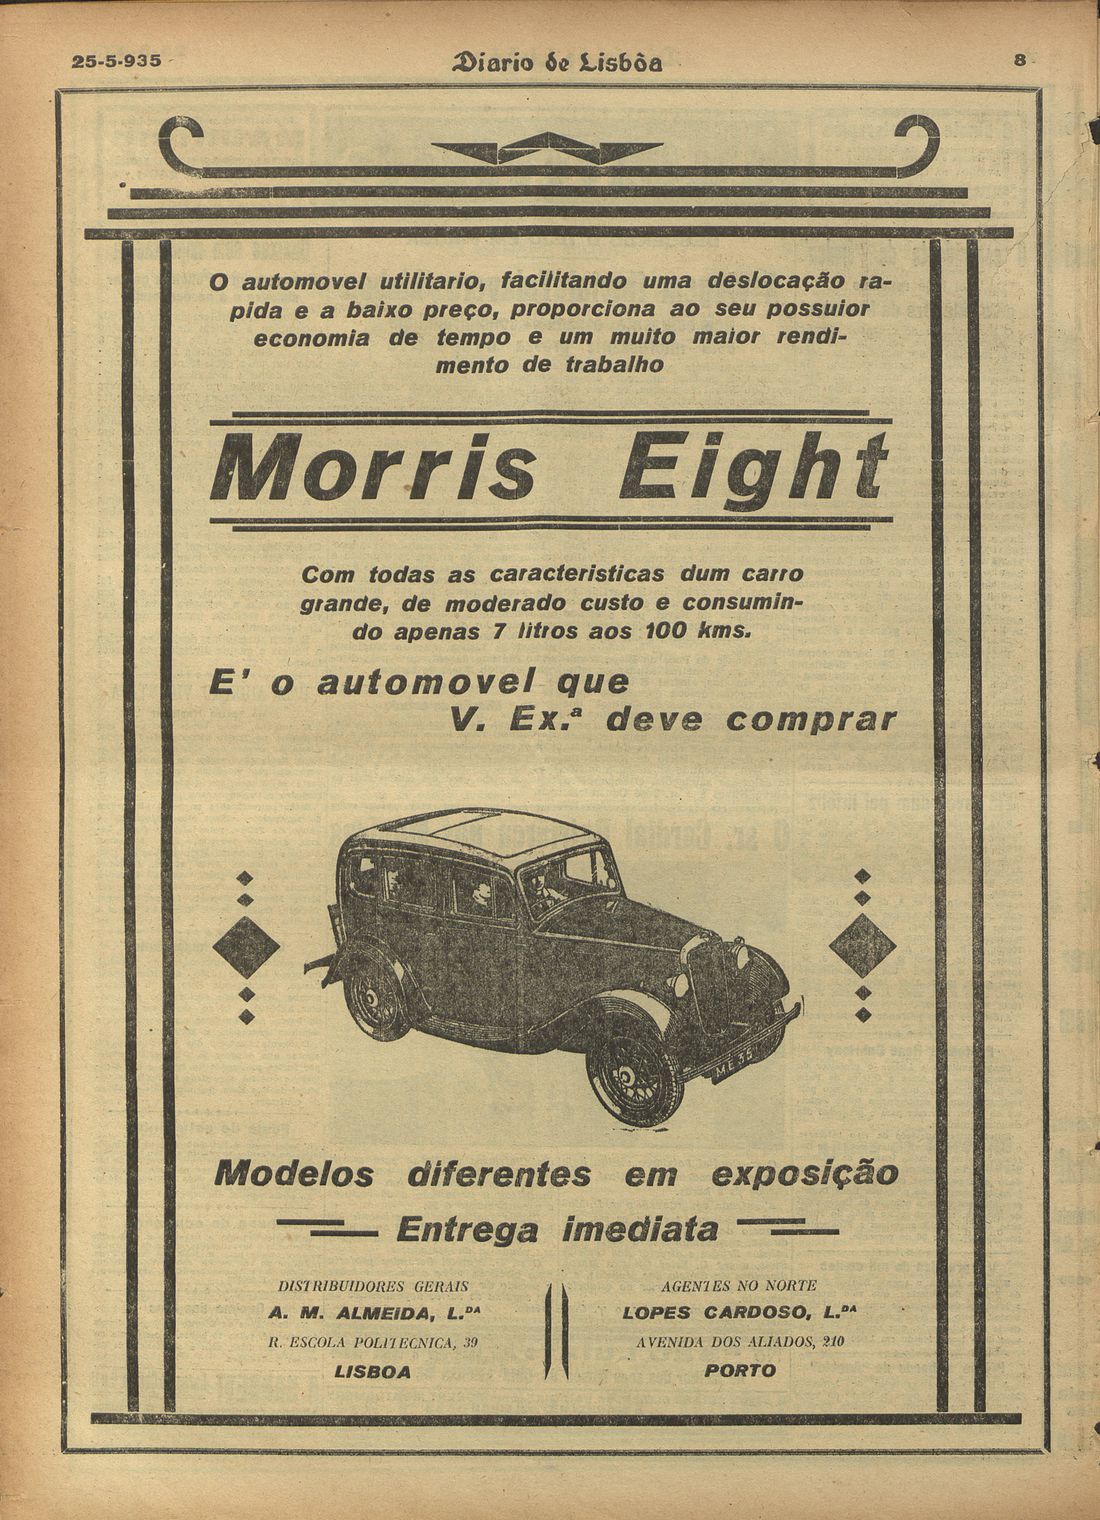 25-5-935
Diario de Lisbôa
8
O automovel utilitario, facilitando uma deslocação ra-
pida e a baixo preço, proporciona ao seu possuior
economia de tempo e um muito maior rendi-
mento de trabalho
Morris Eight
Com todas as caracteristicas dum carro
grande, de moderado custo e consumin-
do apenas 7 litros aos 100 kms.
E' o automovel que
V. Ex.ª deve comprar
ME 35
Modelos diferentes em exposição
Entrega imediata
DISTRIBUIDORES GERAIS
A. M. ALMEIDA, L.DA
R. ESCOLA POLITECNICA, 39
LISBOA
AGENTES NO NORTE
LOPES CARDOSO, L.DA
AVENIDA DOS ALIADOS, 210
PORTO